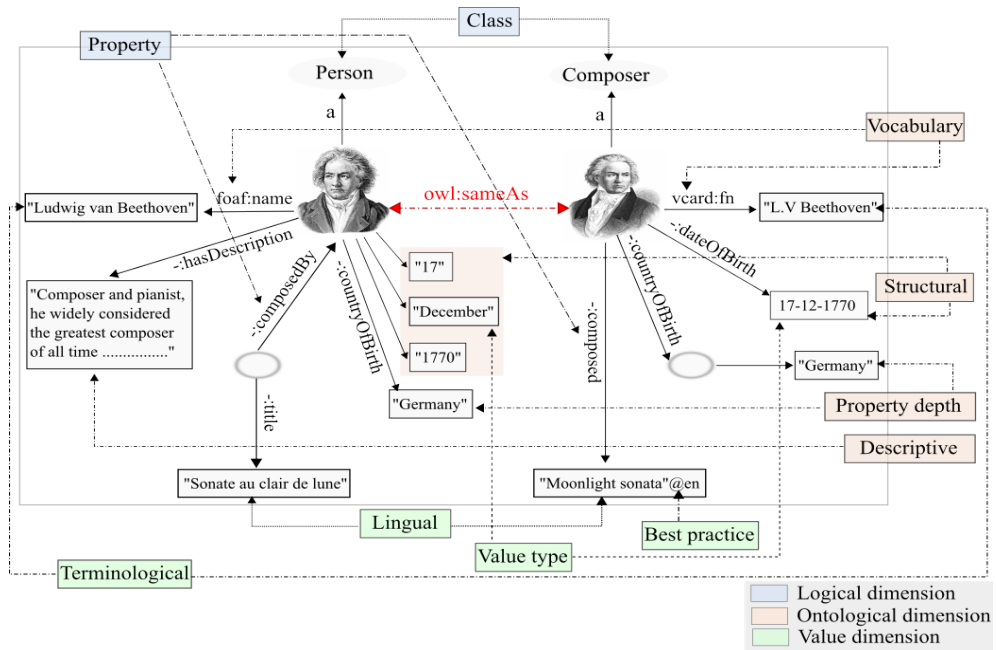 Class
Property
Person
Composer
a
a
Vocabulary
owl:sameAs
foaf:name
vcard:fn
"Ludwig van Beethoven"
"L.V Beethoven"
-:hasDescription
-:dateOfBirth
-:composedBy
-:countryOfBirth
-:countryOfBirth
-:composed
"17"
"December"
"1770"
Structural
17-12-1770
"Composer and pianist,
he widely considered
the greatest composer
of all time ................"
"Germany"
"Germany"
Property depth
-:title
Descriptive
"Sonate au clair de lune"
"Moonlight sonata"@en
Lingual
Best practice
Value type
Terminological
Logical dimension
Ontological dimension
Value dimension